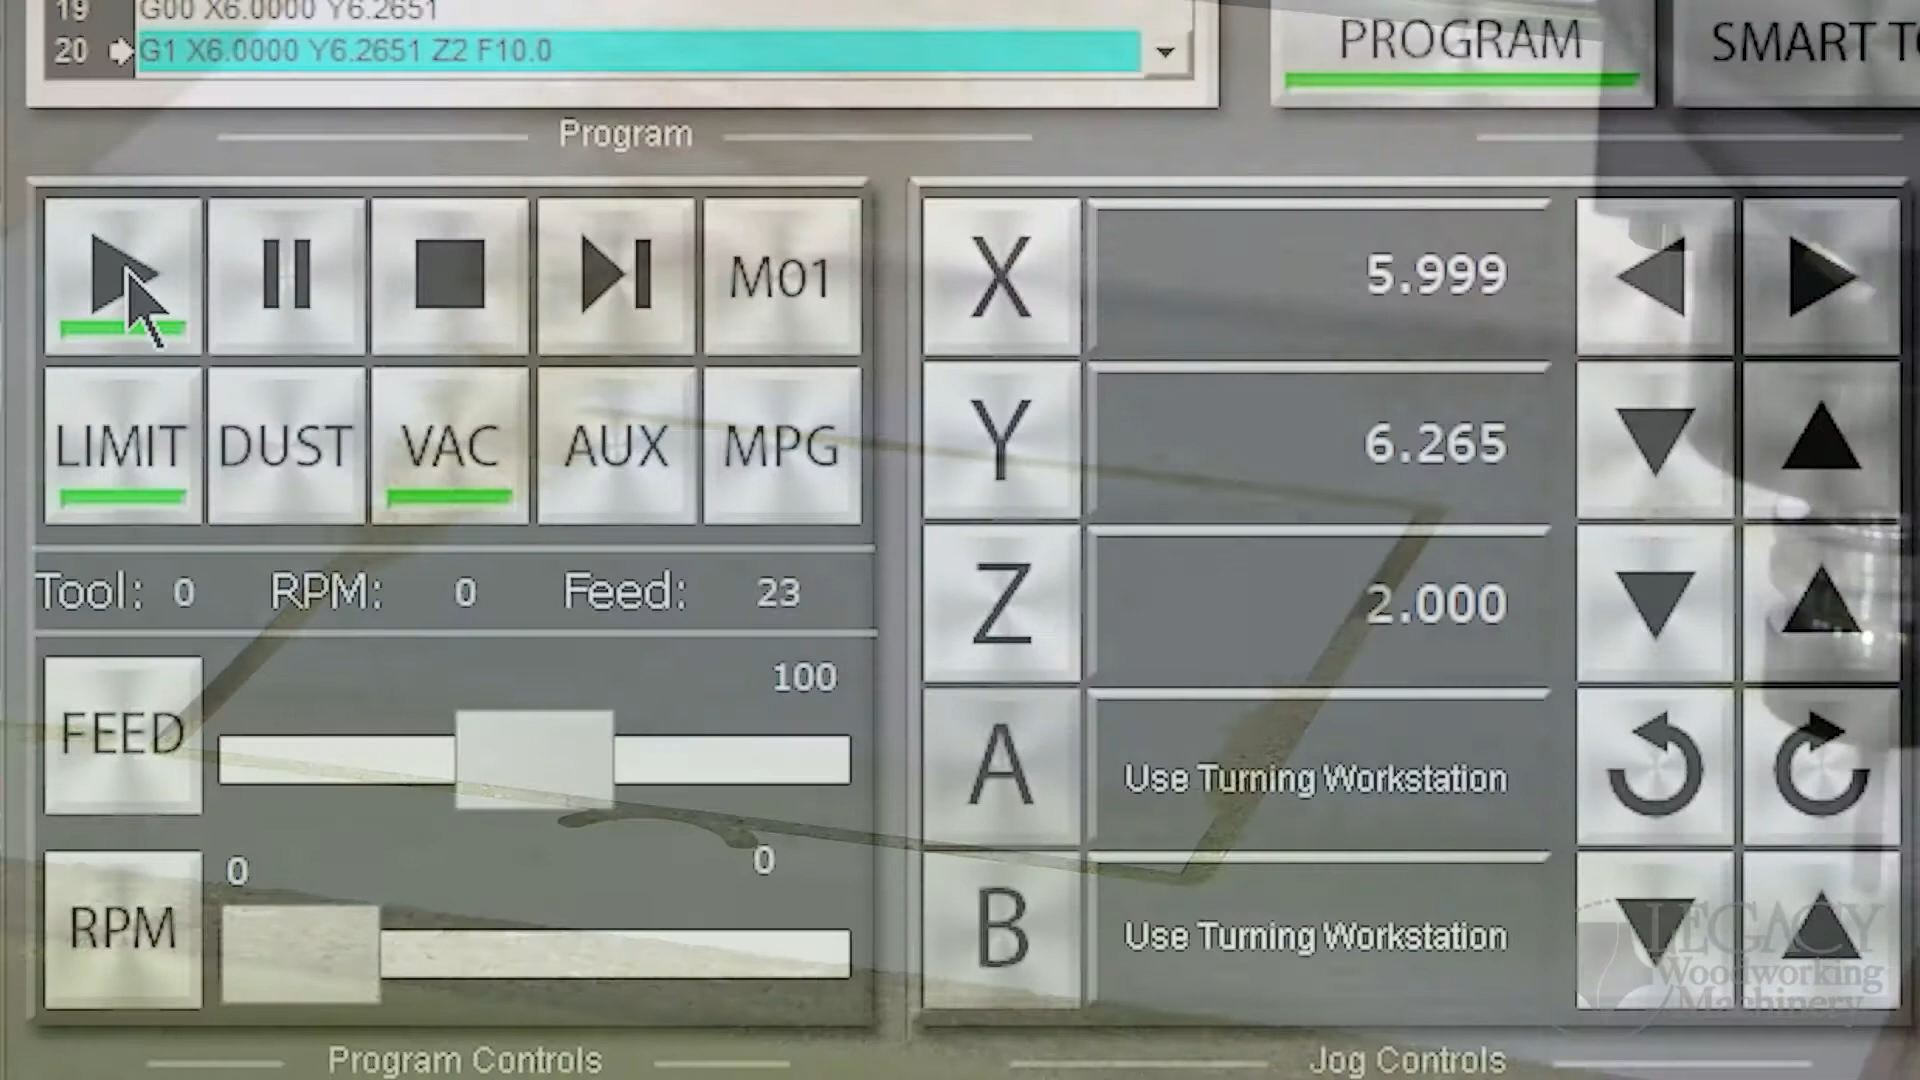 19 G00 X6.0000 Y6.2651
20 G1 X6.0000 Y6.2651 Z2 F10.0
PROGRAM
SMART TO
Program
M01
LIMIT DUST VAC AUX MPG
Tool: 0 RPM: 0 Feed: 23
FEED
100
RPM
0
0
Program Controls
X 5.999
Y 6.265
Z 2.000
A Use Turning Workstation
B Use Turning Workstation
LEGACY
Woodworking
Machinery
Jog Controls